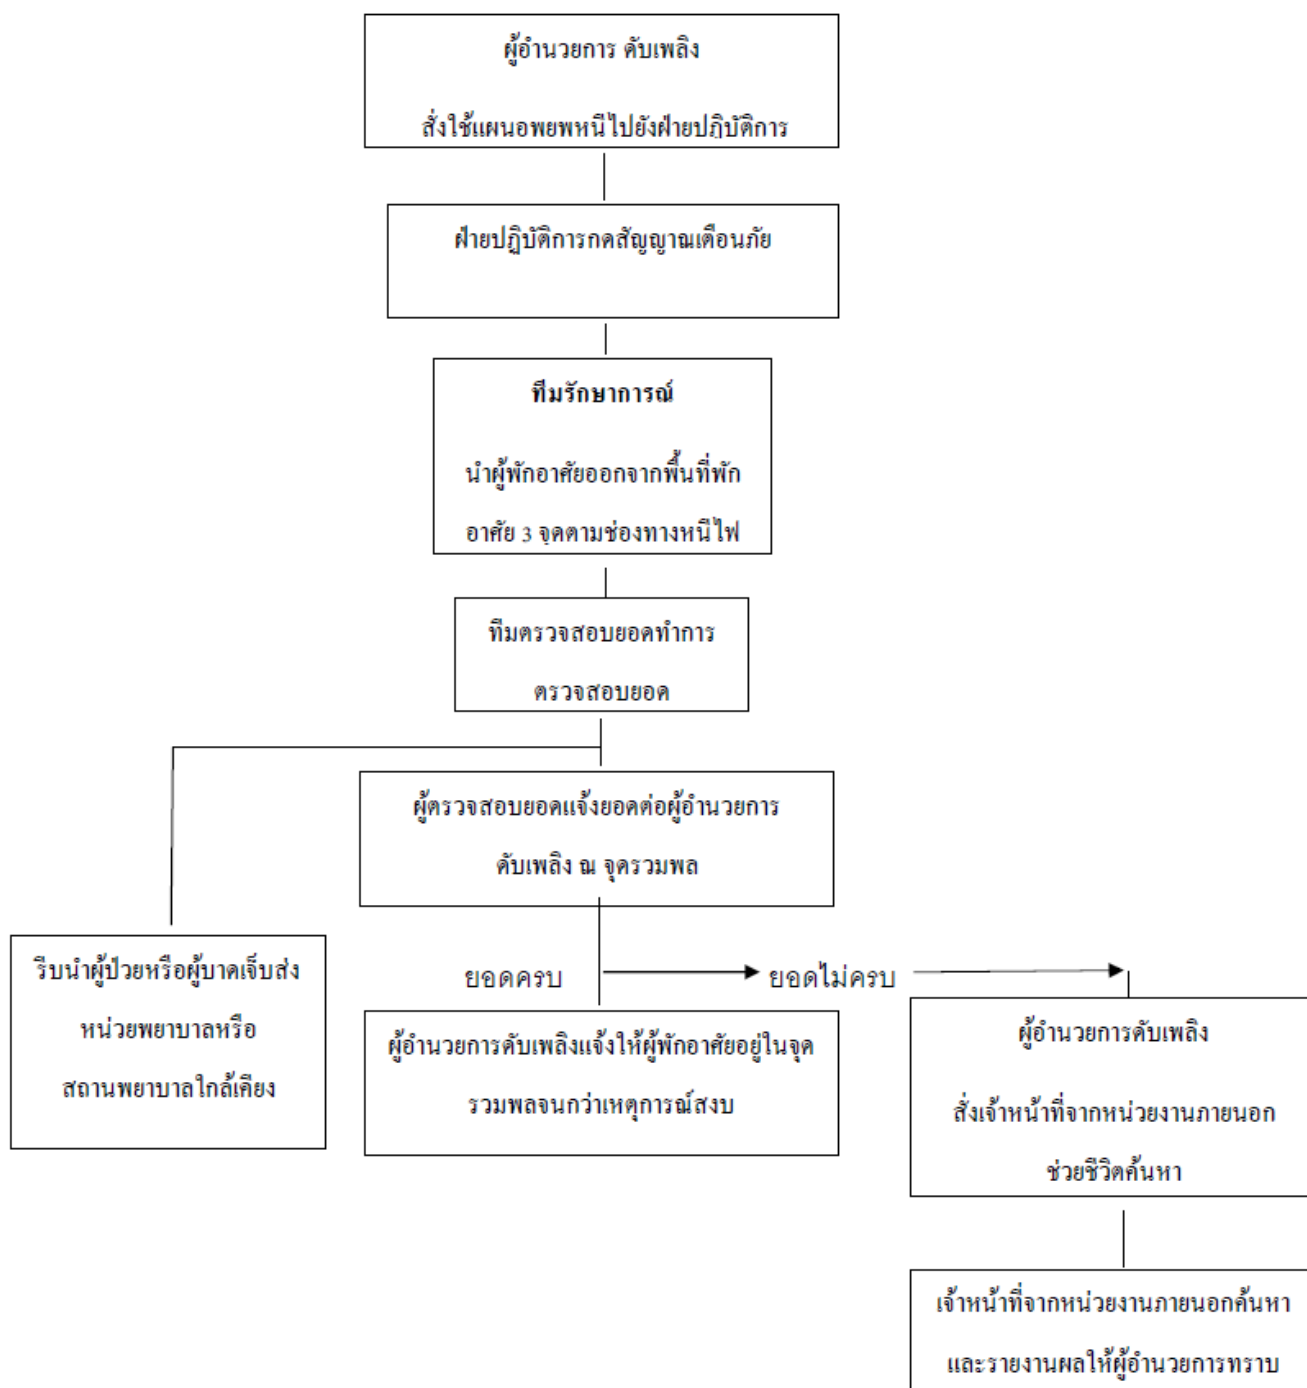 ผู้อำนวยการ ดับเพลิง
สั่งใช้แผนอพยพหนีไปยังฝ่ายปฏิบัติการ
ฝ่ายปฏิบัติการกดสัญญาณเตือนภัย
ทีมรักษาการณ์
นำผู้พักอาศัยออกจากพื้นที่พัก
อาศัย 3 จุดตามช่องทางหนีไฟ
ทีมตรวจสอบยอดทำการ
ตรวจสอบยอด
ผู้ตรวจสอบยอดแจ้งยอดต่อผู้อำนวยการ
ดับเพลิง ณ จุดรวมพล
รีบนำผู้ป่วยหรือผู้บาดเจ็บส่ง
หน่วยพยาบาลหรือ
สถานพยาบาลใกล้เคียง
ยอดครบ
ยอดไม่ครบ
ผู้อำนวยการดับเพลิงแจ้งให้ผู้พักอาศัยอยู่ในจุด
รวมพลจนกว่าเหตุการณ์สงบ
ผู้อำนวยการดับเพลิง
สั่งเจ้าหน้าที่จากหน่วยงานภายนอก
ช่วยชีวิตค้นหา
เจ้าหน้าที่จากหน่วยงานภายนอกค้นหา
และรายงานผลให้ผู้อำนวยการทราบ